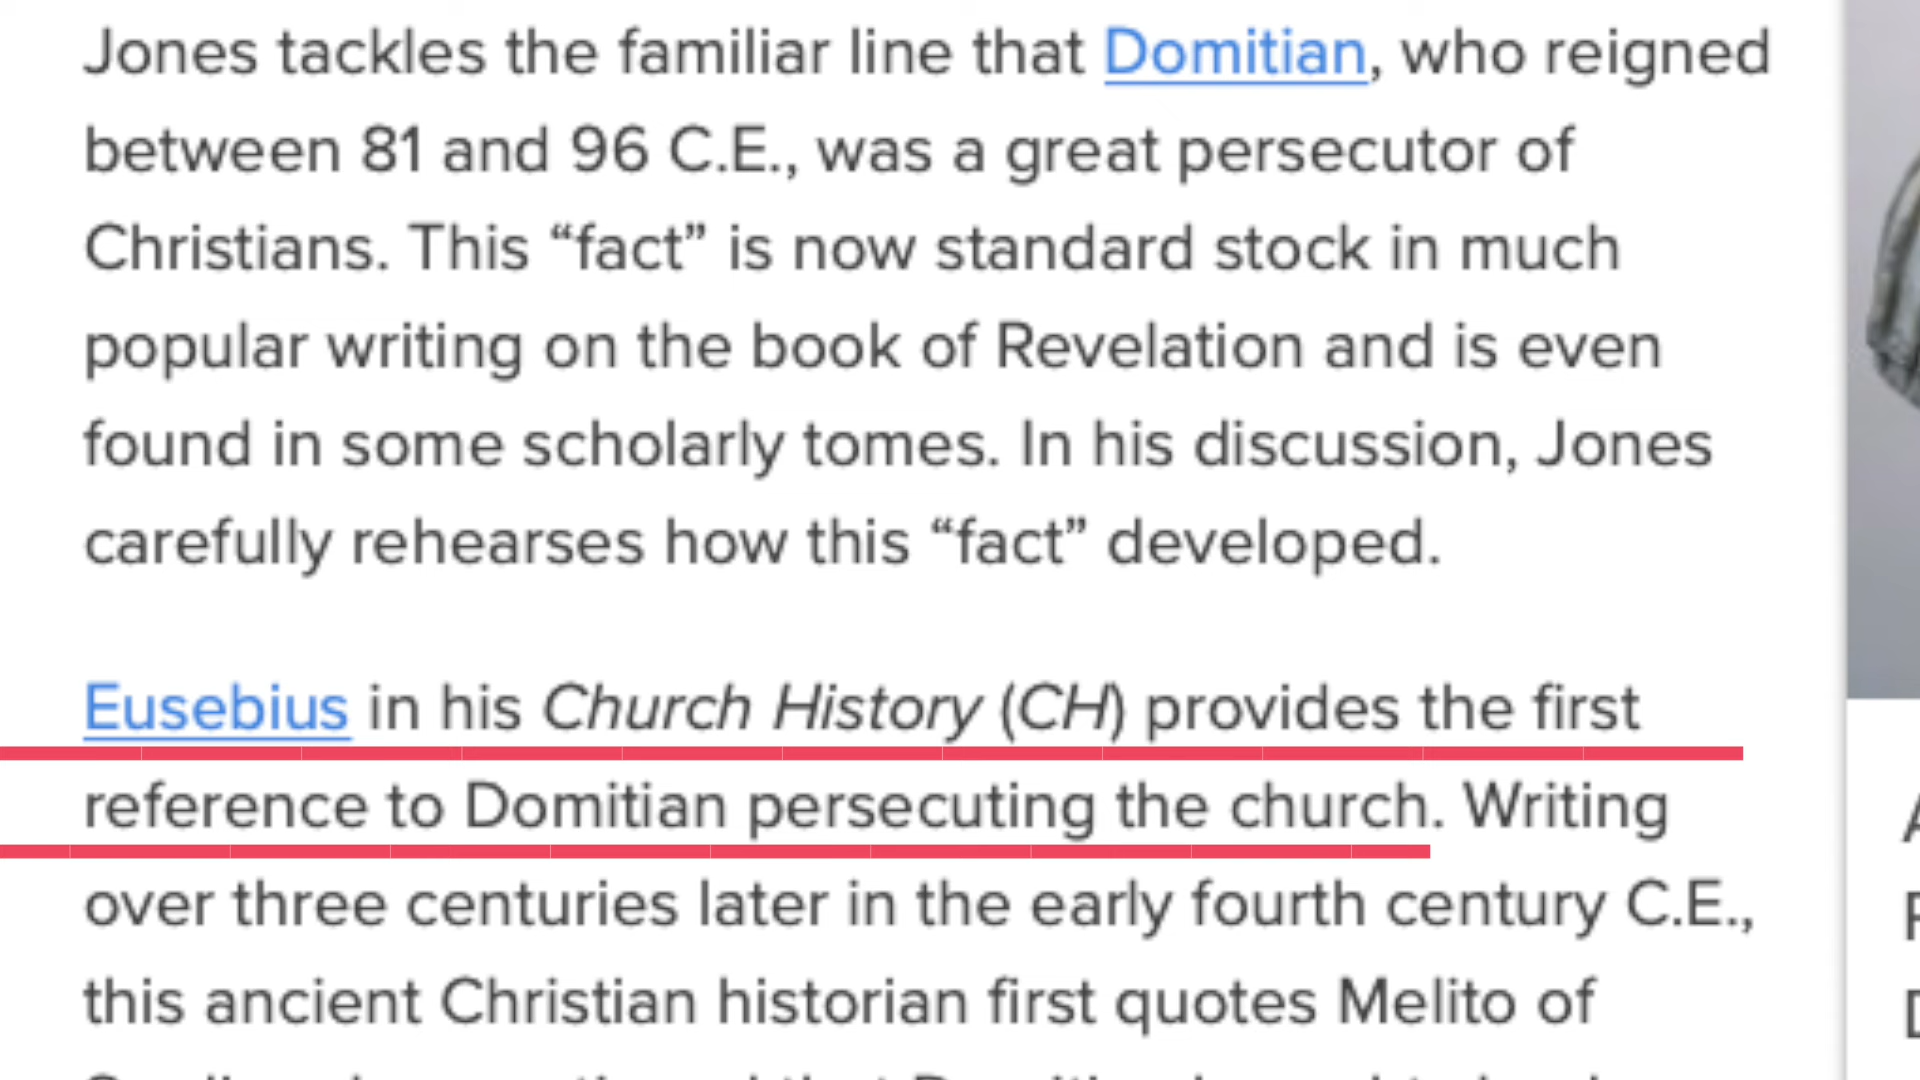 Jones tackles the familiar line that Domitian, who reigned
between 81 and 96 C.E., was a great persecutor of
Christians. This “fact” is now standard stock in much
popular writing on the book of Revelation and is even
found in some scholarly tomes. In his discussion, Jones
carefully rehearses how this “fact” developed.
Eusebius in his Church History (CH) provides the first
reference to Domitian persecuting the church. Writing
over three centuries later in the early fourth century C.E.,
this ancient Christian historian first quotes Melito of